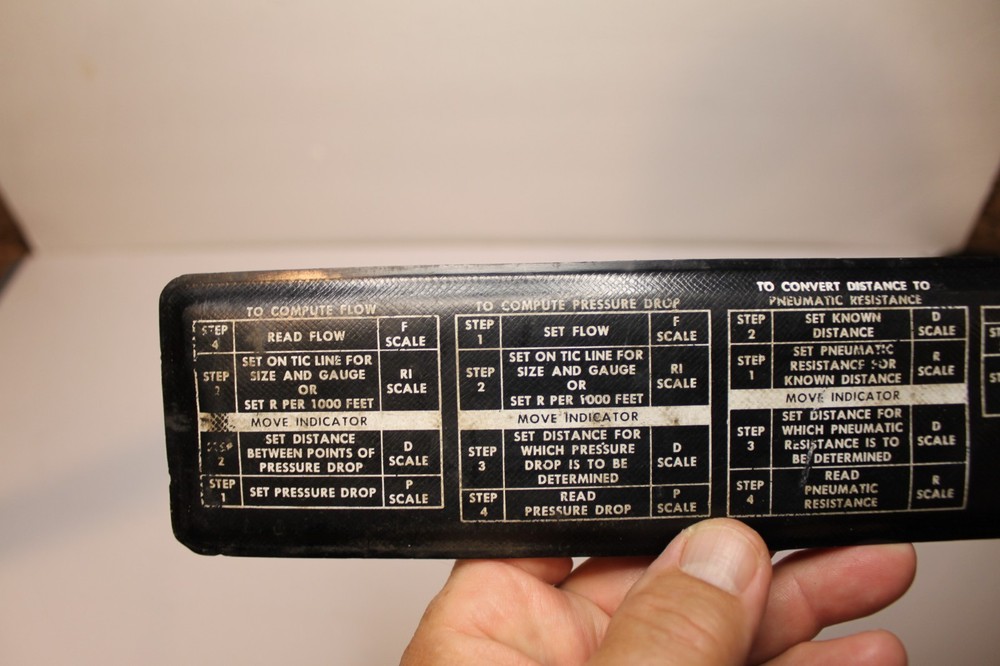 TO COMPUTE FLOW
STEP
4
READ FLOW
F
SCALE
STEP
SET ON TIC LINE FOR
SIZE AND GAUGE
OR
SET R PER 1000 FEET
RI
SCALE
MOVE INDICATOR
STEP
2
SET DISTANCE
BETWEEN POINTS OF
PRESSURE DROP
D
SCALE
STEP
1
SET PRESSURE DROP
P
SCALE
TO COMPUTE PRESSURE DROP
STEP
1
SET FLOW
F
SCALE
STEP
2
SET ON TIC LINE FOR
SIZE AND GAUGE
OR
SET R PER 1000 FEET
RI
SCALE
MOVE INDICATOR
STEP
3
SET DISTANCE FOR
WHICH PRESSURE
DROP IS TO BE
DETERMINED
D
SCALE
STEP
4
READ
PRESSURE DROP
P
SCALE
TO CONVERT DISTANCE TO
PNEUMATIC RESISTANCE
STEP
2
SET KNOWN
DISTANCE
D
SCALE
STEP
1
SET PNEUMATIC
RESISTANCE FOR
KNOWN DISTANCE
R
SCALE
MOVE INDICATOR
STEP
3
SET DISTANCE FOR
WHICH PNEUMATIC
RESISTANCE IS TO
BE DETERMINED
D
SCALE
STEP
4
READ
PNEUMATIC
RESISTANCE
R
SCALE